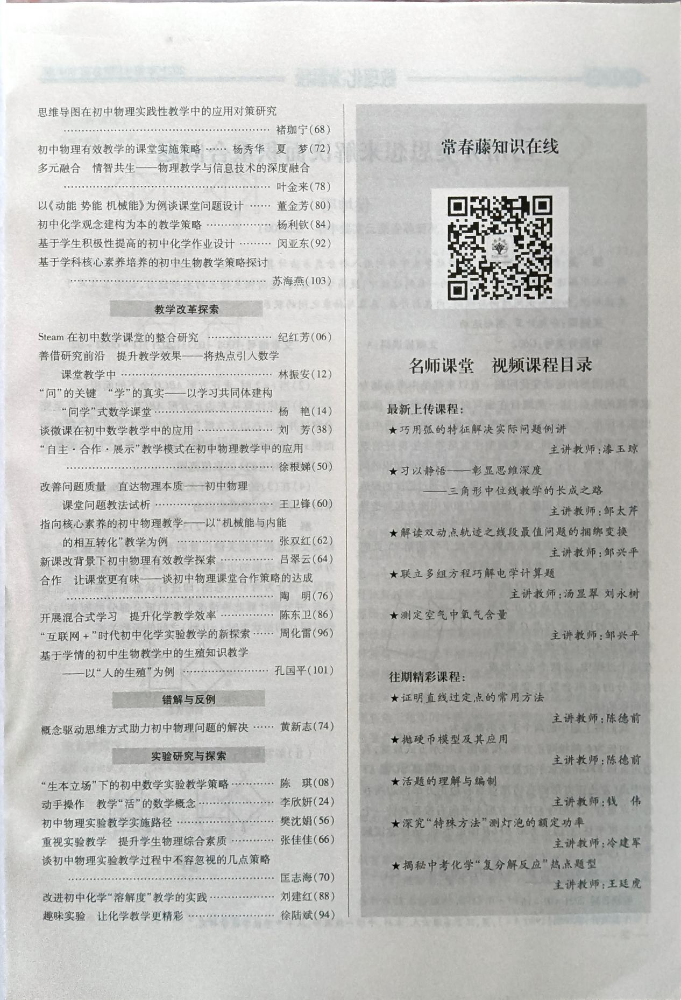 思维导图在初中物理实践性教学中的应用对策研究
…………………………………………………… 褚珈宁(68)
初中物理有效教学的课堂实施策略 …… 杨秀华　夏　梦(72)
多元融合　情智共生——物理教学与信息技术的深度融合
…………………………………………………… 叶金来(78)
以《动能 势能 机械能》为例谈课堂问题设计 …… 董金芳(80)
初中化学观念建构为本的教学策略 ……………… 杨利钦(84)
基于学生积极性提高的初中化学作业设计 ……… 闵亚东(92)
基于学科核心素养培养的初中生物教学策略探讨
………………………………………………… 苏海燕(103)
教学改革探索
Steam 在初中数学课堂的整合研究 ……………… 纪红芳(06)
善借研究前沿　提升教学效果——将热点引入数学
课堂教学中 …………………………………… 林振安(12)
“问”的关键　“学”的真实——以学习共同体建构
“问学”式数学课堂…………………………… 杨　艳(14)
谈微课在初中数学教学中的应用 ………………… 刘　芳(38)
“自主·合作·展示”教学模式在初中物理教学中的应用
…………………………………………………… 徐根娣(50)
改善问题质量　直达物理本质——初中物理
课堂问题教法试析 …………………………… 王卫锋(60)
指向核心素养的初中物理教学——以“机械能与内能
的相互转化”教学为例 ……………………… 张双红(62)
新课改背景下初中物理有效教学探索 …………… 吕翠云(64)
合作　让课堂更有味——谈初中物理课堂合作策略的达成
…………………………………………………… 陶　明(76)
开展混合式学习　提升化学教学效率 …………… 陈东卫(86)
“互联网+”时代初中化学实验教学的新探索 …… 周化雷(96)
基于学情的初中生物教学中的生殖知识教学
——以“人的生殖”为例 …………………… 孔国平(101)
错解与反例
概念驱动思维方式助力初中物理问题的解决 …… 黄新志(74)
实验研究与探索
“生本立场”下的初中数学实验教学策略………… 陈　琪(08)
动手操作　教学“活”的数学概念………………… 李欣妍(24)
初中物理实验教学实施路径 ……………………… 樊沈娟(56)
重视实验教学　提升学生物理综合素质 ………… 张佳佳(66)
谈初中物理实验教学过程中不容忽视的几点策略
…………………………………………………… 匡志海(70)
改进初中化学“溶解度”教学的实践……………… 刘建红(88)
趣味实验　让化学教学更精彩 …………………… 徐陆斌(94)
常春藤知识在线
名师课堂　视频课程目录
最新上传课程:
★巧用弧的特征解决实际问题例讲
主讲教师:漆玉琼
★习以静悟——彰显思维深度
——三角形中位线教学的长成之路
主讲教师:邹太芹
★解读双动点轨迹之线段最值问题的捆绑变换
主讲教师:邹兴平
★联立多组方程巧解电学计算题
主讲教师:汤显翠 刘永树
★测定空气中氧气含量
主讲教师:邹兴平
往期精彩课程:
★证明直线过定点的常用方法
主讲教师:陈德前
★抛硬币模型及其应用
主讲教师:陈德前
★活题的理解与编制
主讲教师:钱　伟
★深究“特殊方法”测灯泡的额定功率
主讲教师:冷建军
★揭秘中考化学“复分解反应”热点题型
主讲教师:王廷虎